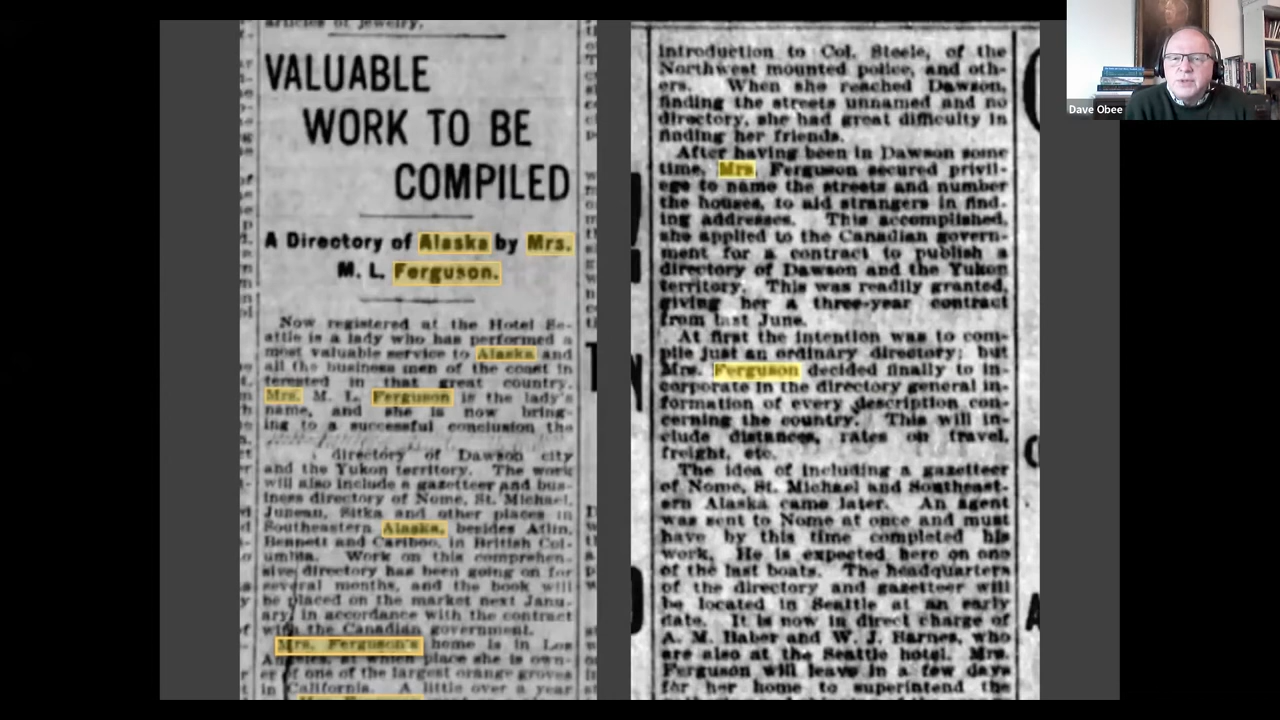 articles of jewelry.
VALUABLE
WORK TO BE
COMPILED
A Directory of Alaska by Mrs.
M. L. Ferguson.
Now registered at the Hotel Se-
attle is a lady who has performed a
most valuable service to Alaska and
all the business men of the coast in
terested in that great country.
Mrs. M. L. Ferguson is the lady's
name, and she is now bring-
ing to a successful conclusion the
directory of Dawson city
and the Yukon territory. The work
will also include a gazetteer and bus-
iness directory of Nome, St. Michael,
Juneau, Sitka and other places in
Southeastern Alaska, besides Atlin,
Bennett and Cariboo, in British Col-
umbia. Work on this comprehen-
sive directory has been going on for
several months, and the book will
be placed on the market next Janu-
ary, in accordance with the contract
with the Canadian government.
Mrs. Ferguson's home is in Los
Angeles, at which place she is own-
er of one of the largest orange groves
in California. A little over a year
introduction to Col. Steele, of the
Northwest mounted police, and oth-
ers. When she reached Dawson,
finding the streets unnamed and no
directory, she had great difficulty in
finding her friends.
After having been in Dawson some
time, Mrs. Ferguson secured privil-
ege to name the streets and number
the houses, to aid strangers in find-
ing addresses. This accomplished,
she applied to the Canadian govern-
ment for a contract to publish a
directory of Dawson and the Yukon
territory. This was readily granted,
giving her a three-year contract
from last June.
At first the intention was to com-
pile just an ordinary directory; but
Mrs. Ferguson decided finally to in-
corporate in the directory general in-
formation of every description con-
cerning the country. This will in-
clude distances, rates on travel,
freight, etc.
The idea of including a gazetteer
of Nome, St. Michael and Southeast-
ern Alaska came later. An agent
was sent to Nome at once and must
have by this time completed his
work. He is expected here on one
of the last boats. The headquarters
of the directory and gazetteer will
be located in Seattle at an early
date. It is now in direct charge of
A. M. Baber and W. J. Barnes, who
are also at the Seattle hotel. Mrs.
Ferguson will leave in a few days
for her home to superintend the
Dave Obee